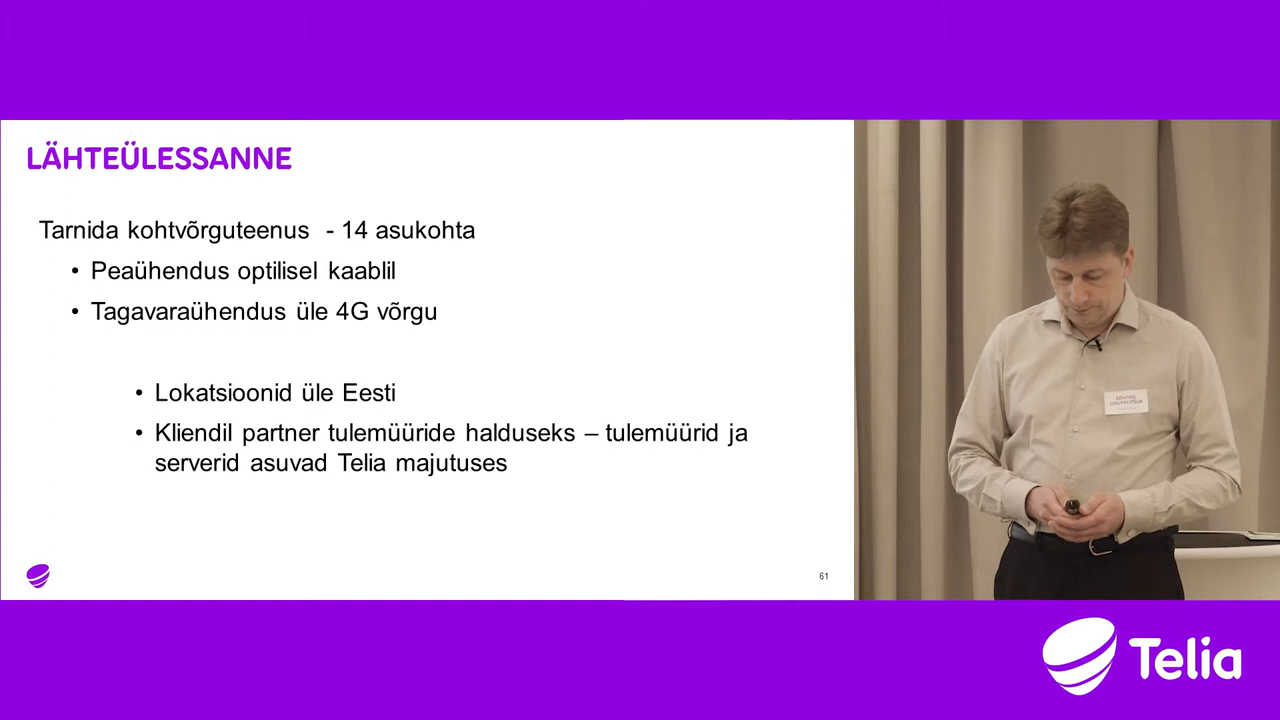 LÄHTEÜLESSANNE
Tarnida kohtvõrguteenus - 14 asukohta
• Peaühendus optilisel kaablil
• Tagavaraühendus üle 4G võrgu
• Lokatsioonid üle Eesti
• Kliendil partner tulemüüride halduseks – tulemüürid ja
serverid asuvad Telia majutuses
61
EDUARD
Telia